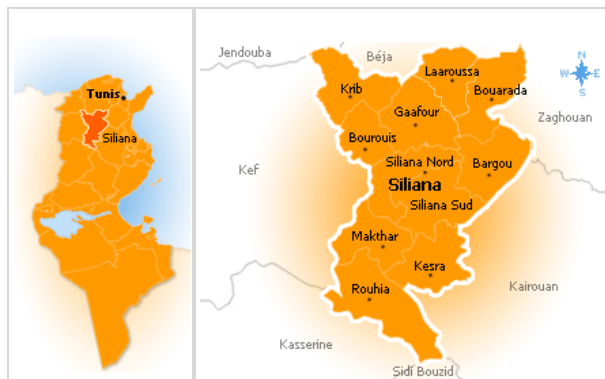 Tunis
Siliana
Jendouba
Béja
Laaroussa
N
W E
S
Krib
Bouarada
Gaafour
Zaghouan
Bourouis
Siliana Nord
Bargou
Kef
Siliana
Siliana Sud
Makthar
Kesra
Rouhia
Kairouan
Kasserine
Sidi Bouzid